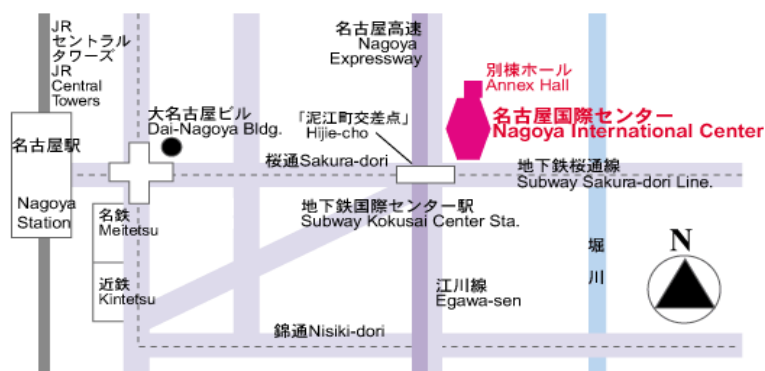 JR
セントラル
タワーズ
JR
Central
Towers
名古屋高速
Nagoya
Expressway
別棟ホール
Annex Hall
大名古屋ビル
Dai-Nagoya Bldg.
「泥江町交差点」
Hijie-cho
名古屋国際センター
Nagoya International Center
名古屋駅
桜通Sakura-dori
地下鉄桜通線
Subway Sakura-dori Line.
Nagoya
Station
名鉄
Meitetsu
地下鉄国際センター駅
Subway Kokusai Center Sta.
堀
川
N
近鉄
Kintetsu
江川線
Egawa-sen
錦通Nisiki-dori